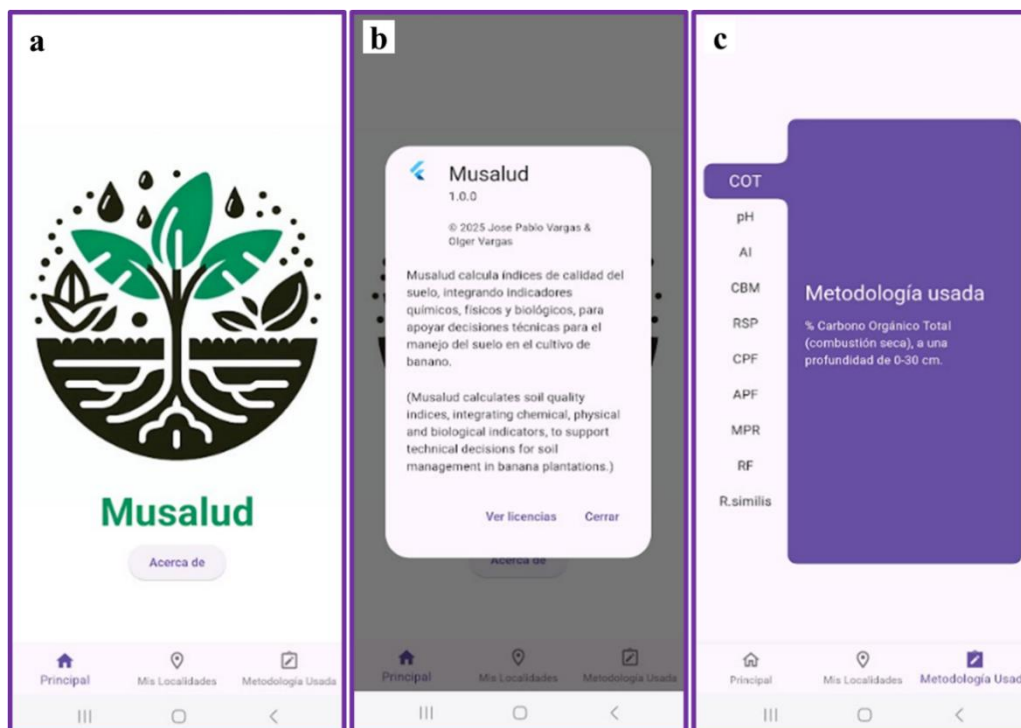 a
Musalud
Acerca de
Principal
Mis Localidades
Metodología Usada
b
Musalud
1.0.0
© 2025 Jose Pablo Vargas &
Olger Vargas
Musalud calcula índices de calidad del
suelo, integrando indicadores
químicos, físicos y biológicos, para
apoyar decisiones técnicas para el
manejo del suelo en el cultivo de
banano.
(Musalud calculates soil quality
indices, integrating chemical, physical
and biological indicators, to support
technical decisions for soil
management in banana plantations.)
Ver licencias
Cerrar
Acerca de
Principal
Mis Localidades
Metodología Usada
c
COT
pH
AI
CBM
RSP
CPF
APF
MPR
RF
R.similis
Metodología usada
% Carbono Orgánico Total
(combustión seca), a una
profundidad de 0-30 cm.
Principal
Mis Localidades
Metodología Usad